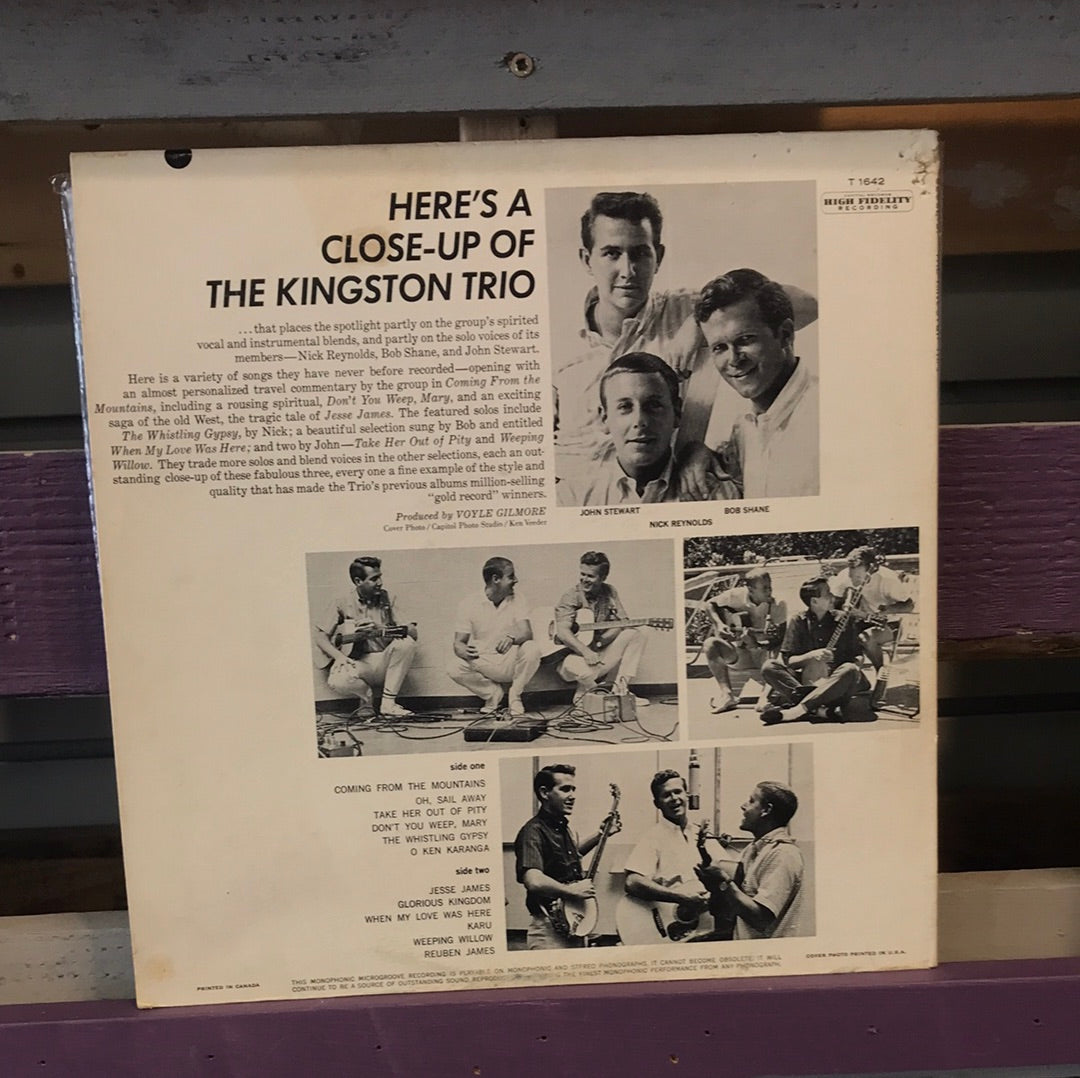 HERE'S A
CLOSE-UP OF
THE KINGSTON TRIO
...that places the spotlight partly on the group's spirited
vocal and instrumental blends, and partly on the solo voices of its
members—Nick Reynolds, Bob Shane, and John Stewart.
Here is a variety of songs they have never before recorded—opening with
an almost personalized travel commentary by the group in Coming From the
Mountains, including a rousing spiritual, Don't You Weep, Mary, and an exciting
saga of the old West, the tragic tale of Jesse James. The featured solos include
The Whistling Gypsy, by Nick; a beautiful selection sung by Bob and entitled
When My Love Was Here; and two by John—Take Her Out of Pity and Weeping
Willow. They trade more solos and blend voices in the other selections, each an out-
standing close-up of these fabulous three, every one a fine example of the style and
quality that has made the Trio's previous albums million-selling
"gold record" winners.
Produced by VOYLE GILMORE
Cover Photo / Capitol Photo Studio / Ken Veeder
T 1642
HIGH FIDELITY
RECORDING
JOHN STEWART
BOB SHANE
NICK REYNOLDS
side one
COMING FROM THE MOUNTAINS
OH, SAIL AWAY
TAKE HER OUT OF PITY
DON'T YOU WEEP, MARY
THE WHISTLING GYPSY
O KEN KARANGA
side two
JESSE JAMES
GLORIOUS KINGDOM
WHEN MY LOVE WAS HERE
KARU
WEEPING WILLOW
REUBEN JAMES
PRINTED IN CANADA
THIS MONOPHONIC MICROGROOVE RECORDING IS PLAYABLE ON MONOPHONIC AND STEREO PHONOGRAPHS. IT CANNOT BECOME OBSOLETE. IT WILL
CONTINUE TO BE A SOURCE OF OUTSTANDING SOUND THE FINEST MONOPHONIC PERFORMANCE FROM ANY PHONOGRAPH.
COVER PHOTO PRINTED IN U.S.A.